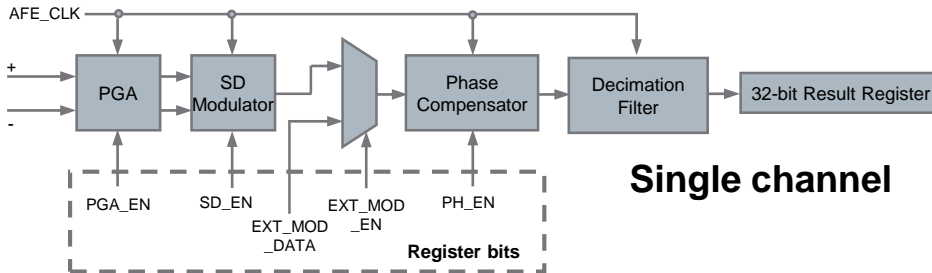 AFE_CLK
+
-
PGA
SD
Modulator
Phase
Compensator
Decimation
Filter
32-bit Result Register
Single channel
PGA_EN
SD_EN
EXT_MOD
_DATA
EXT_MOD
_EN
PH_EN
Register bits